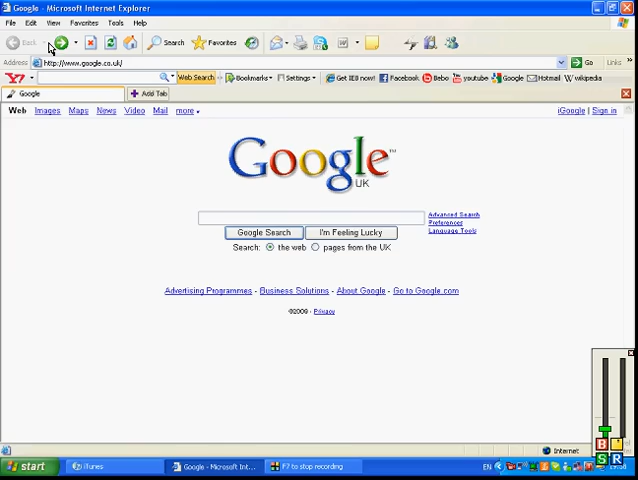 Google - Microsoft Internet Explorer
File Edit View Favorites Tools Help
Back Search Favorites
Address http://www.google.co.uk/ Go Links
Y7 Web Search Bookmarks Settings Get IE8 now! Facebook Bebo youtube Google Hotmail wikipedia
Google Add Tab
Web Images Maps News Video Mail more iGoogle | Sign in
Google™
UK
Advanced Search
Preferences
Language Tools
Google Search I'm Feeling Lucky
Search: the web pages from the UK
Advertising Programmes - Business Solutions - About Google - Go to Google.com
©2009 - Privacy
Internet
B
S R
start iTunes Google - Microsoft Int... F7 to stop recording EN